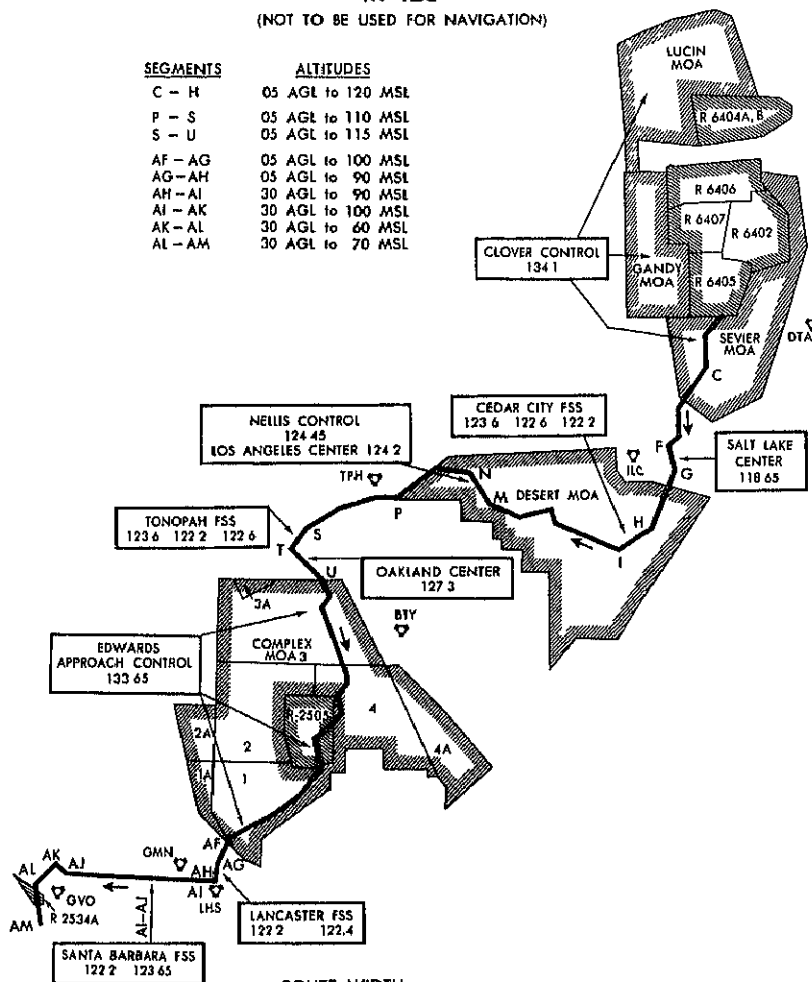 (NOT TO BE USED FOR NAVIGATION)
SEGMENTS ALTITUDES
C - H 05 AGL to 120 MSL
P - S 05 AGL to 110 MSL
S - U 05 AGL to 115 MSL
AF - AG 05 AGL to 100 MSL
AG - AH 05 AGL to 90 MSL
AH - AI 30 AGL to 90 MSL
AI - AK 30 AGL to 100 MSL
AK - AL 30 AGL to 60 MSL
AL - AM 30 AGL to 70 MSL
LUCIN
MOA
R 6404A, B
R 6406
R 6407
R 6402
CLOVER CONTROL
134 1
GANDY
MOA
R 6405
SEVIER
MOA
DTA
C
NELLIS CONTROL
124 45
LOS ANGELES CENTER 124 2
CEDAR CITY FSS
123 6 122 6 122 2
F
SALT LAKE
CENTER
118 65
TPH
N
ILC
G
M
DESERT MOA
P
H
TONOPAH FSS
123 6 122 2 122 6
S
T
I
U
OAKLAND CENTER
127 3
3A
BTY
EDWARDS
APPROACH CONTROL
133 65
COMPLEX
MOA 3
R-2505
4
2A
2
4A
1A
1
AF
AG
GMN
AK
AL
AJ
AH
AI
LHS
GVO
R 2534A
AM
AI-AJ
LANCASTER FSS
122 2 122.4
SANTA BARBARA FSS
122 2 123 65